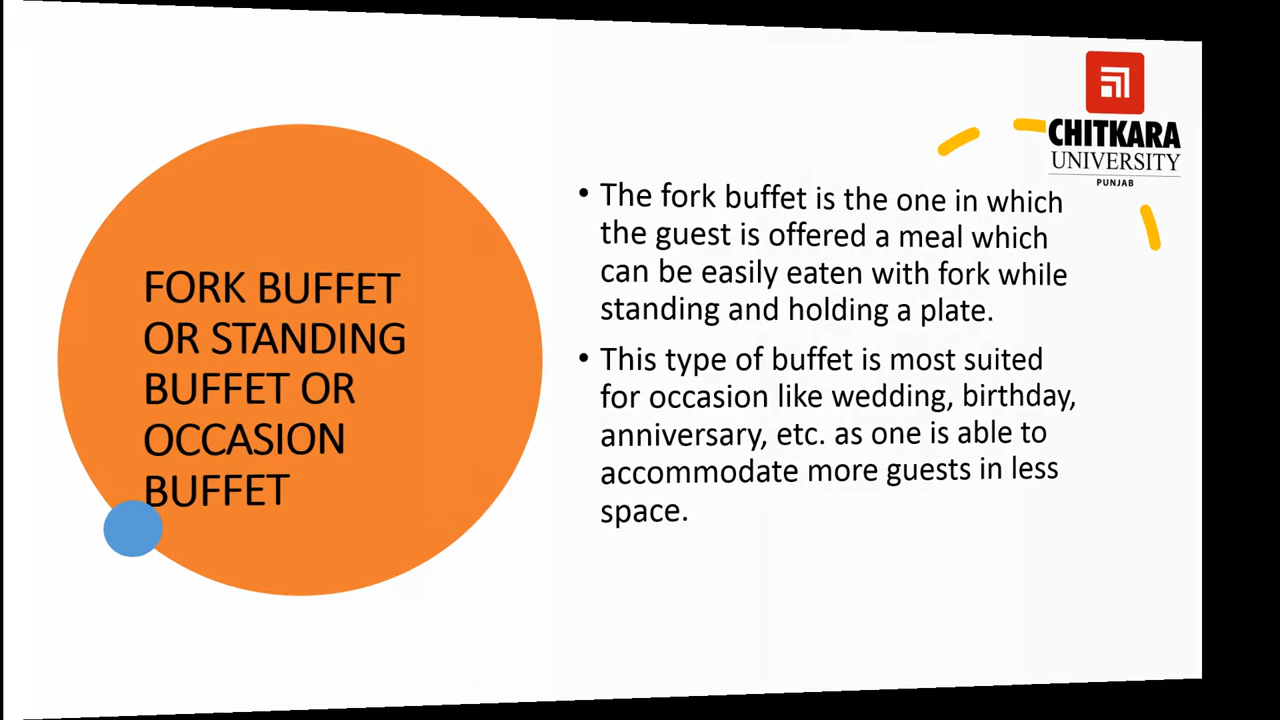 CHITKARA
UNIVERSITY
PUNJAB
FORK BUFFET
OR STANDING
BUFFET OR
OCCASION
BUFFET
• The fork buffet is the one in which
the guest is offered a meal which
can be easily eaten with fork while
standing and holding a plate.
• This type of buffet is most suited
for occasion like wedding, birthday,
anniversary, etc. as one is able to
accommodate more guests in less
space.